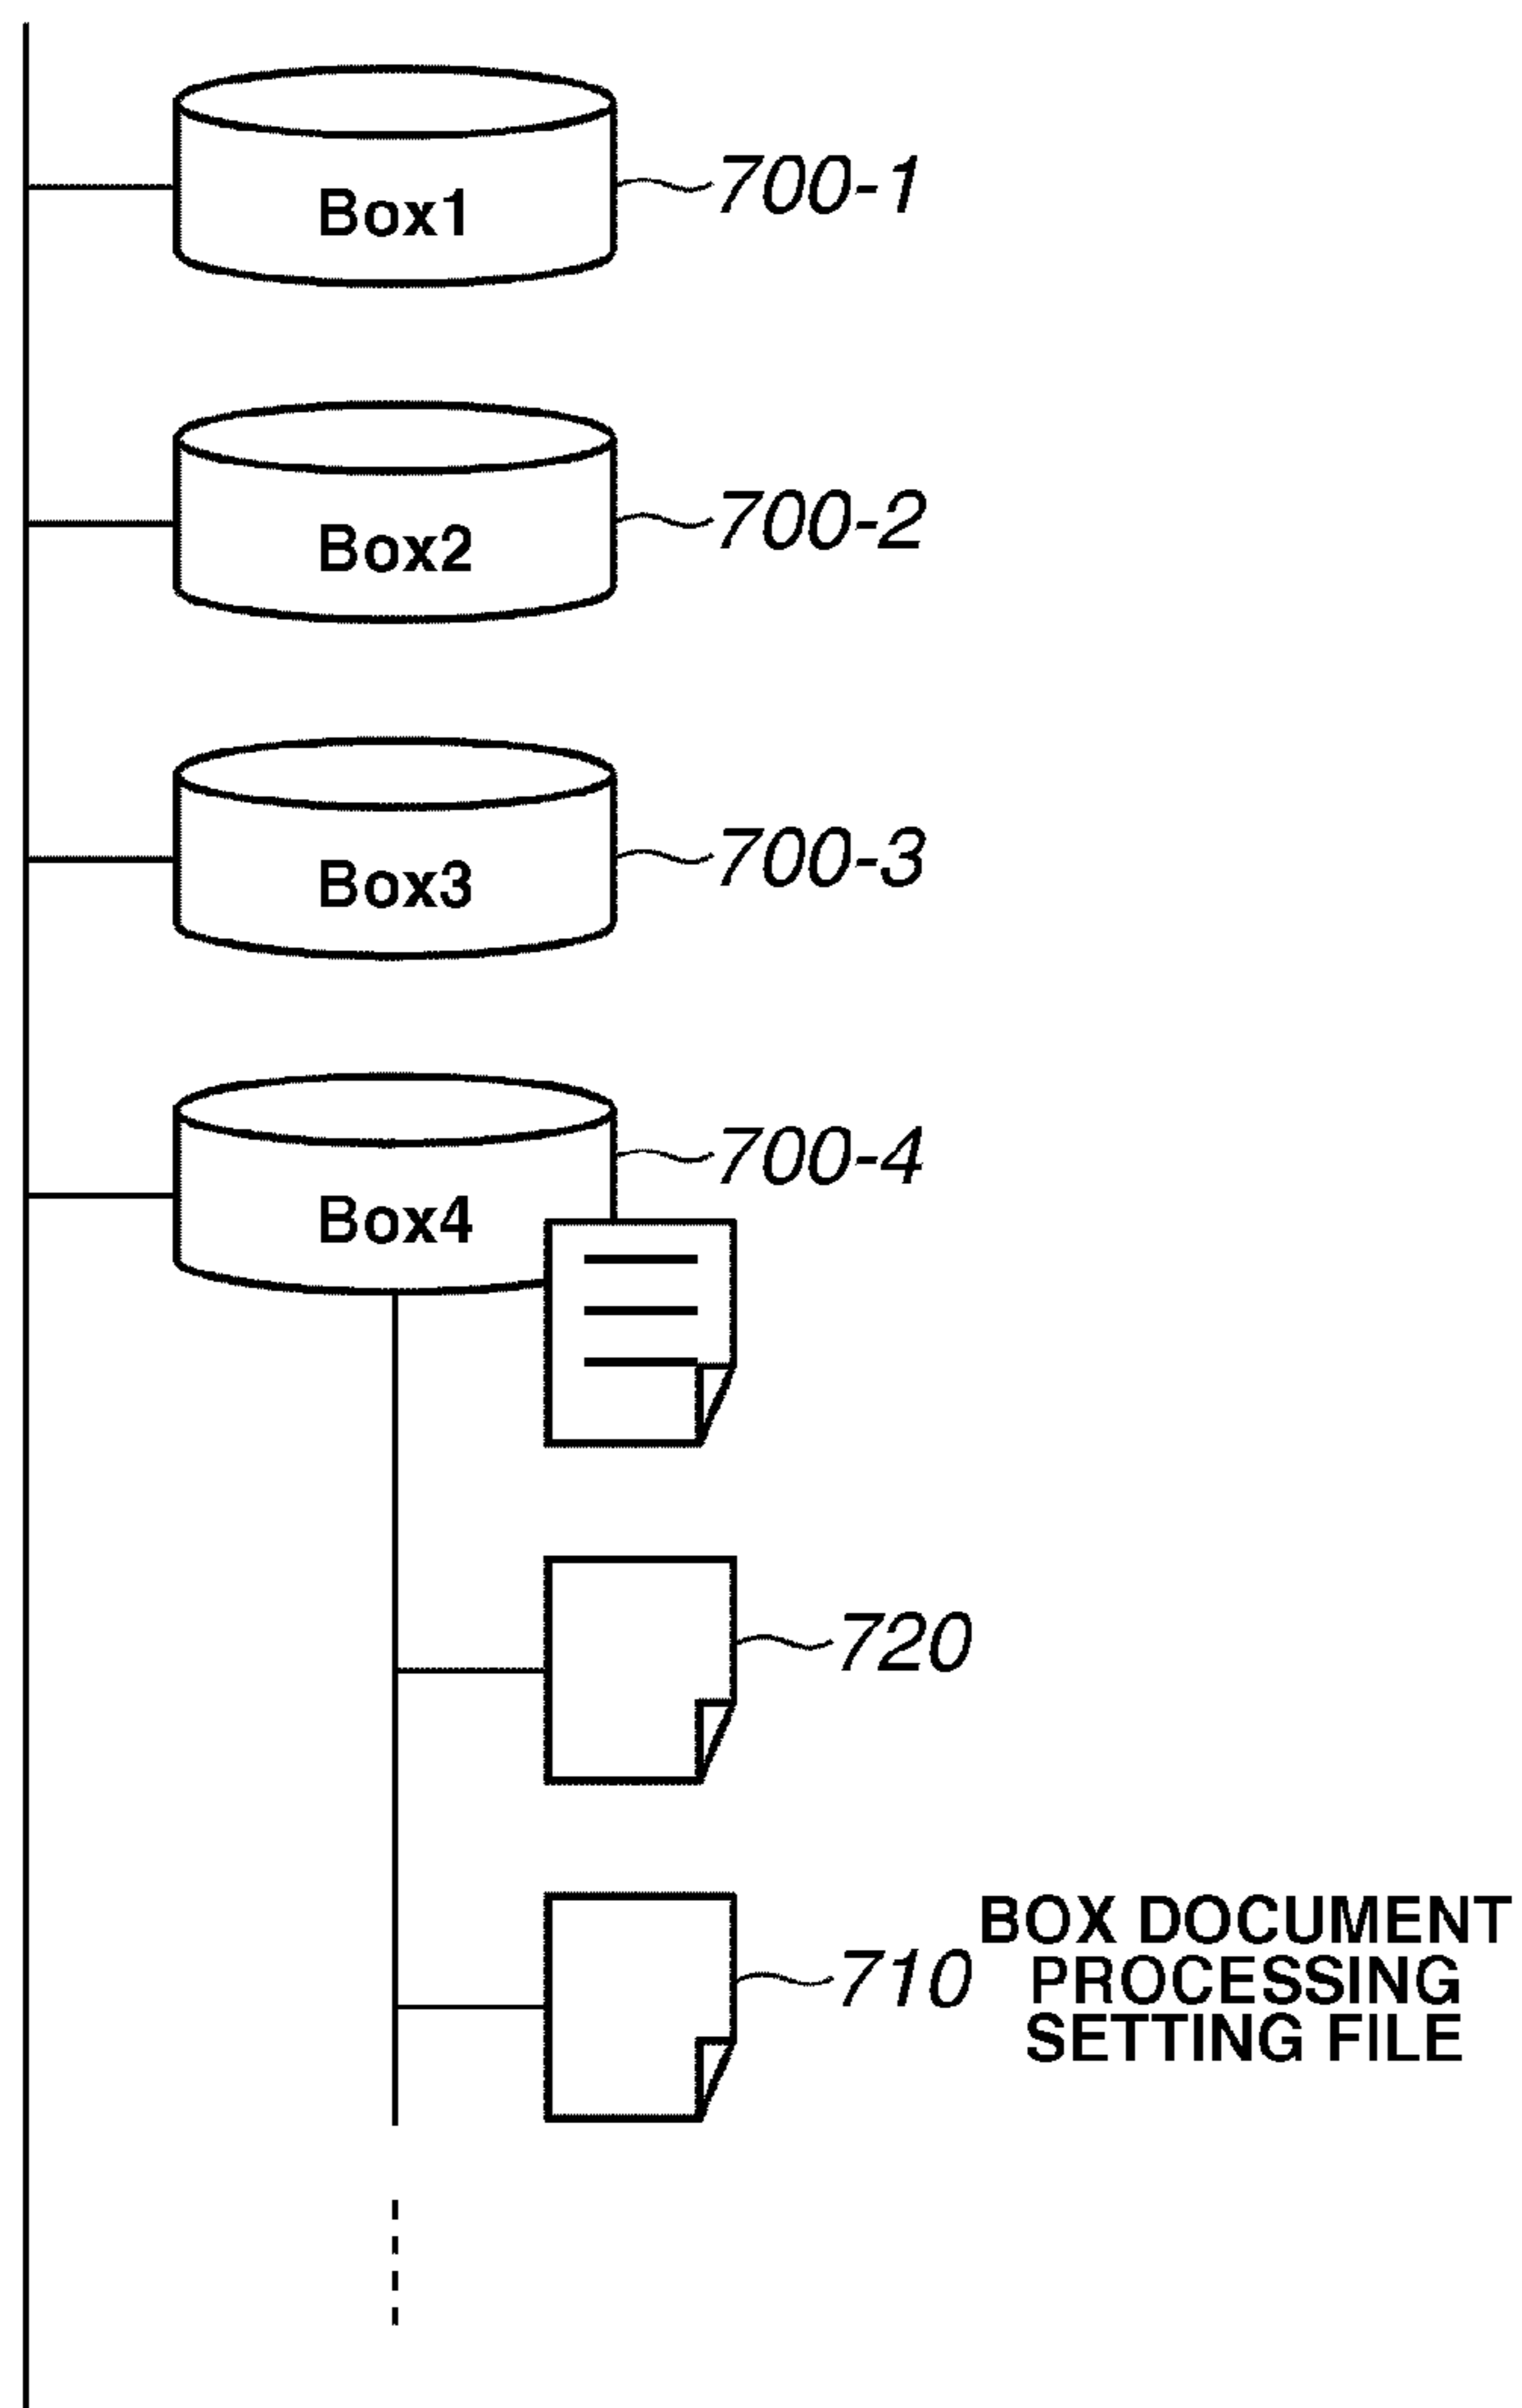 Box1
700-1
Box2
700-2
Box3
700-3
Box4
700-4
720
710
BOX DOCUMENT
PROCESSING
SETTING FILE